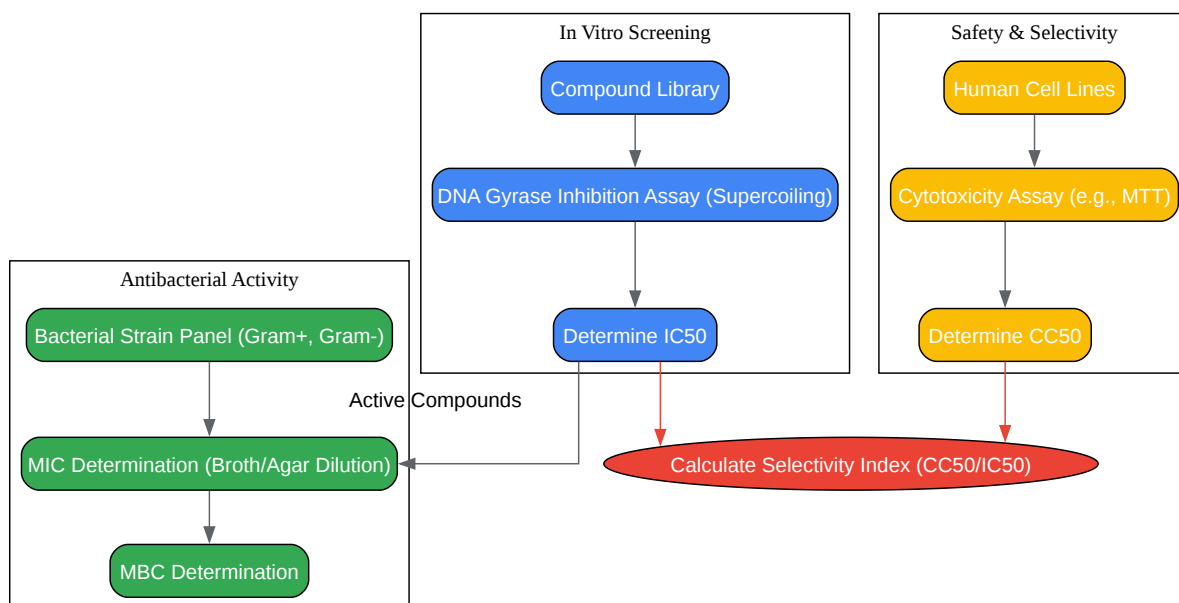 In Vitro Screening
Compound Library
DNA Gyrase Inhibition Assay (Supercoiling)
Determine IC50
Safety & Selectivity
Human Cell Lines
Cytotoxicity Assay (e.g., MTT)
Determine CC50
Antibacterial Activity
Bacterial Strain Panel (Gram+, Gram-)
Active Compounds
MIC Determination (Broth/Agar Dilution)
MBC Determination
Calculate Selectivity Index (CC50/IC50)